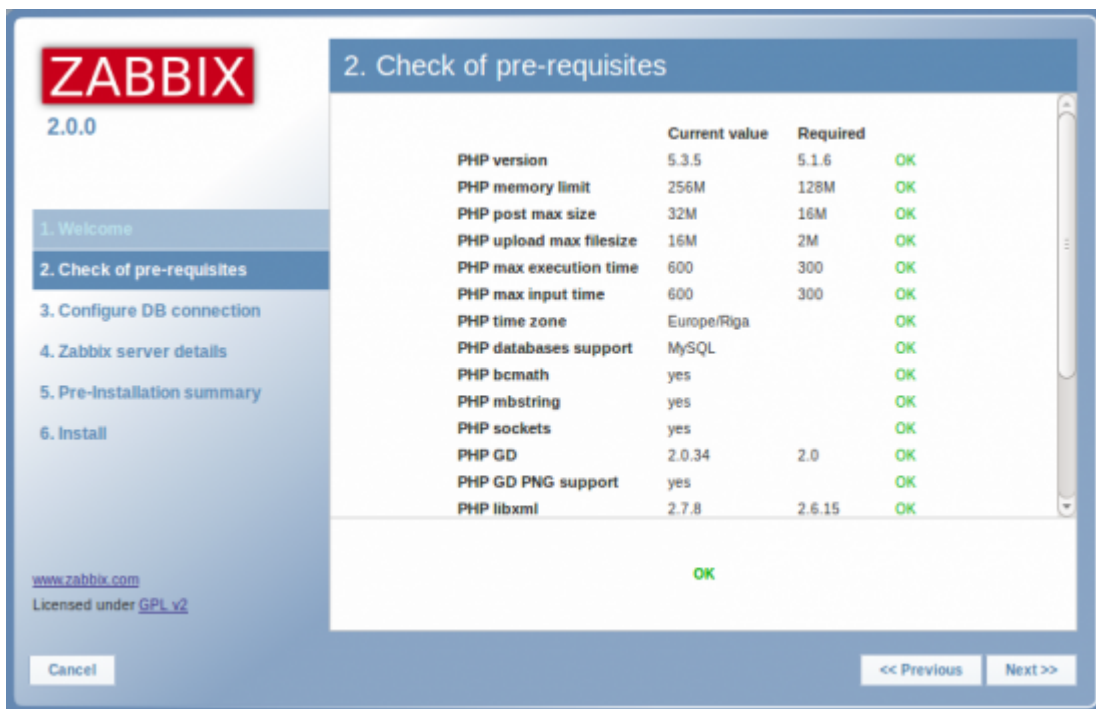 ZABBIX
2.0.0
1. Welcome
2. Check of pre-requisites
3. Configure DB connection
4. Zabbix server details
5. Pre-Installation summary
6. Install
www.zabbix.com
Licensed under GPL v2
2. Check of pre-requisites
Current value Required
PHP version 5.3.5 5.1.6 OK
PHP memory limit 256M 128M OK
PHP post max size 32M 16M OK
PHP upload max filesize 16M 2M OK
PHP max execution time 600 300 OK
PHP max input time 600 300 OK
PHP time zone Europe/Riga OK
PHP databases support MySQL OK
PHP bcmath yes OK
PHP mbstring yes OK
PHP sockets yes OK
PHP GD 2.0.34 2.0 OK
PHP GD PNG support yes OK
PHP libxml 2.7.8 2.6.15 OK
OK
Cancel << Previous Next >>